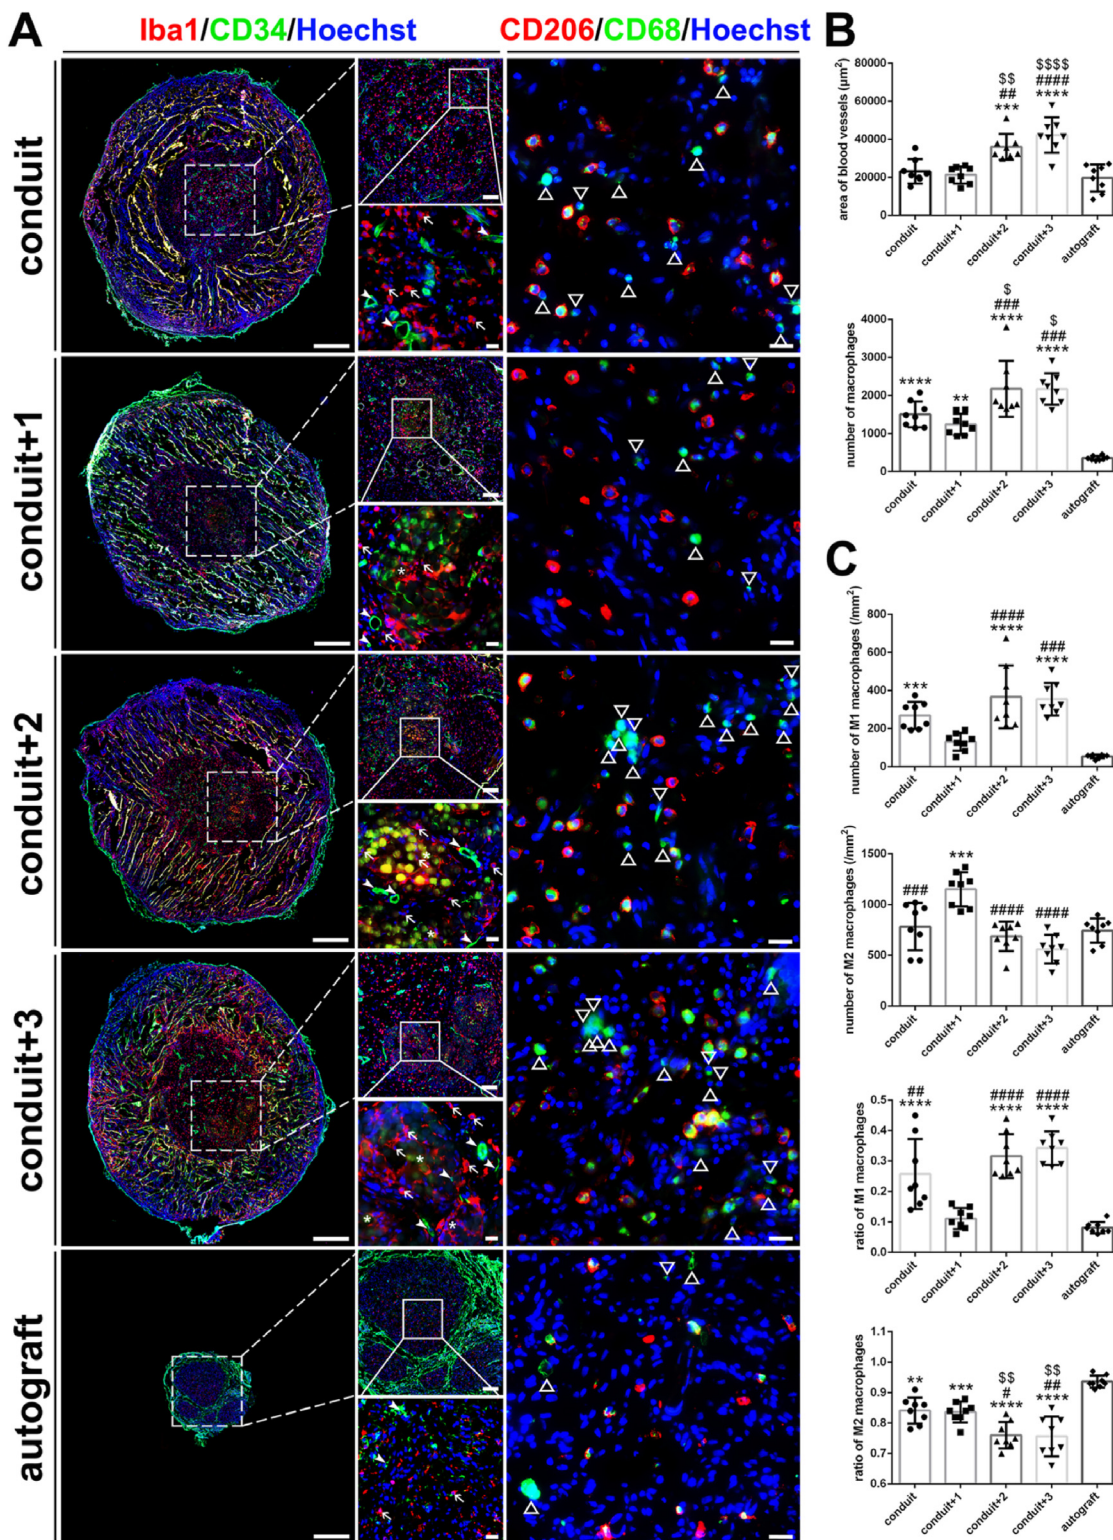 A
Iba1/CD34/Hoechst
CD206/CD68/Hoechst
conduit
conduit+1
*
conduit+2
*
*
conduit+3
*
*
*
autograft
B
area of blood vessels (µm²)
80000
60000
40000
20000
0
$$
##
***
$$$$
####
****
conduit
conduit+1
conduit+2
conduit+3
autograft
number of macrophages
4000
3000
2000
1000
0
****
**
$
###
****
$
###
****
conduit
conduit+1
conduit+2
conduit+3
autograft
C
number of M1 macrophages (/mm²)
800
600
400
200
0
***
####
****
###
****
conduit
conduit+1
conduit+2
conduit+3
autograft
number of M2 macrophages (/mm²)
1500
1000
500
0
###
***
####
####
conduit
conduit+1
conduit+2
conduit+3
autograft
ratio of M1 macrophages
0.5
0.4
0.3
0.2
0.1
0.0
##
****
####
****
####
****
conduit
conduit+1
conduit+2
conduit+3
autograft
ratio of M2 macrophages
1.1
1.0
0.9
0.8
0.7
0.6
**
***
$$
#
****
$$
##
****
conduit
conduit+1
conduit+2
conduit+3
autograft